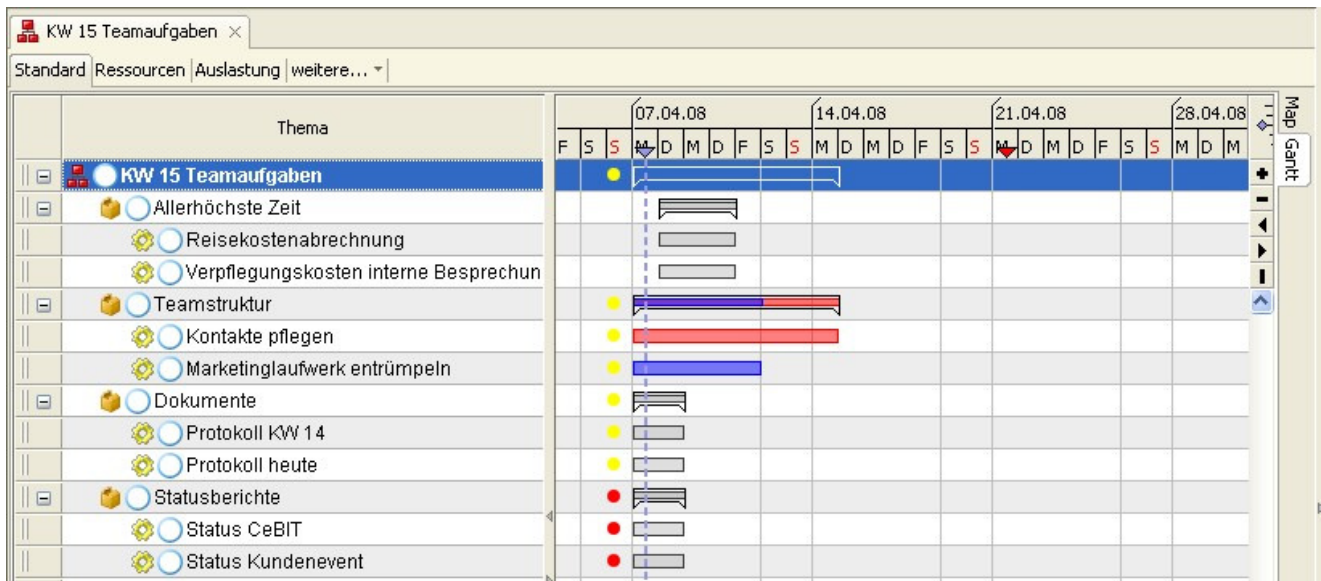 KW 15 Teamaufgaben
Standard Ressourcen Auslastung weitere...
Thema 07.04.08 14.04.08 21.04.08 28.04.08
F S S M D M D F S S M D M D F S S M D M D F S S M D M
Map Gantt
KW 15 Teamaufgaben
Allerhöchste Zeit
Reisekostenabrechnung
Verpflegungskosten interne Besprechun
Teamstruktur
Kontakte pflegen
Marketinglaufwerk entrümpeln
Dokumente
Protokoll KW 14
Protokoll heute
Statusberichte
Status CeBIT
Status Kundenevent